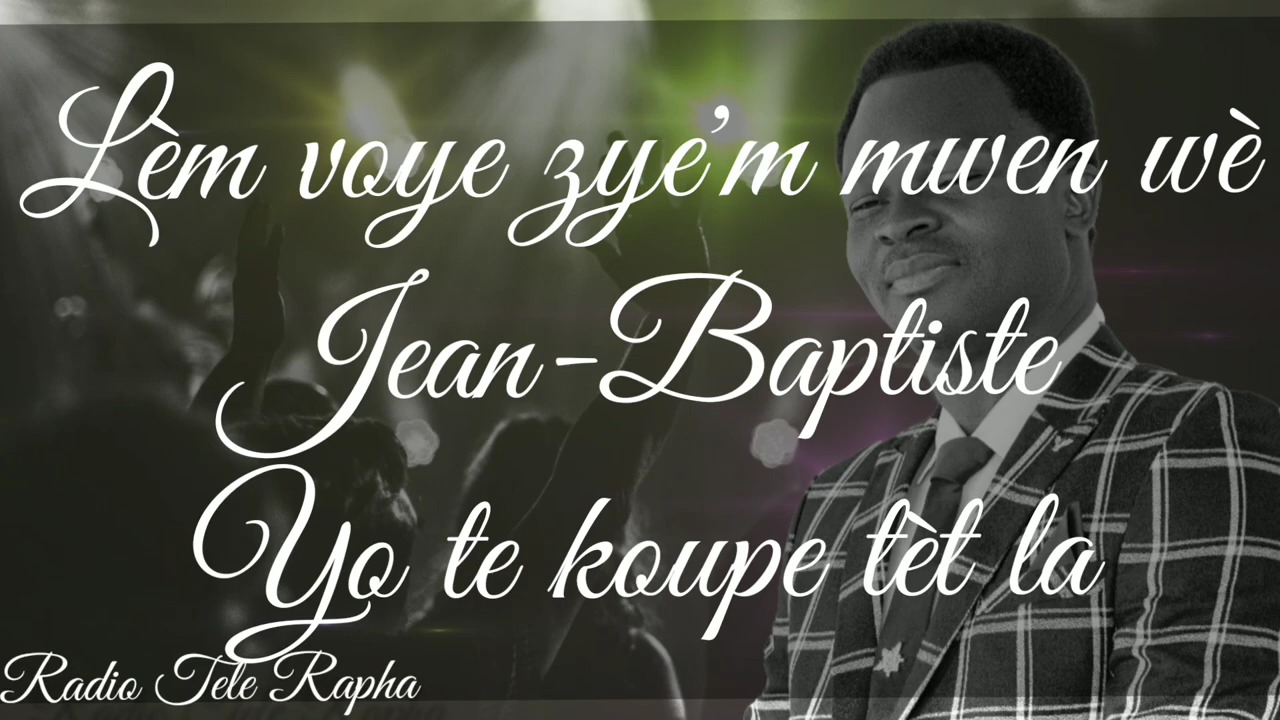 Lèm voye zye'm mwen wè
Jean-Baptiste
Yo te koupe tèt la
Radio Tele Rapha